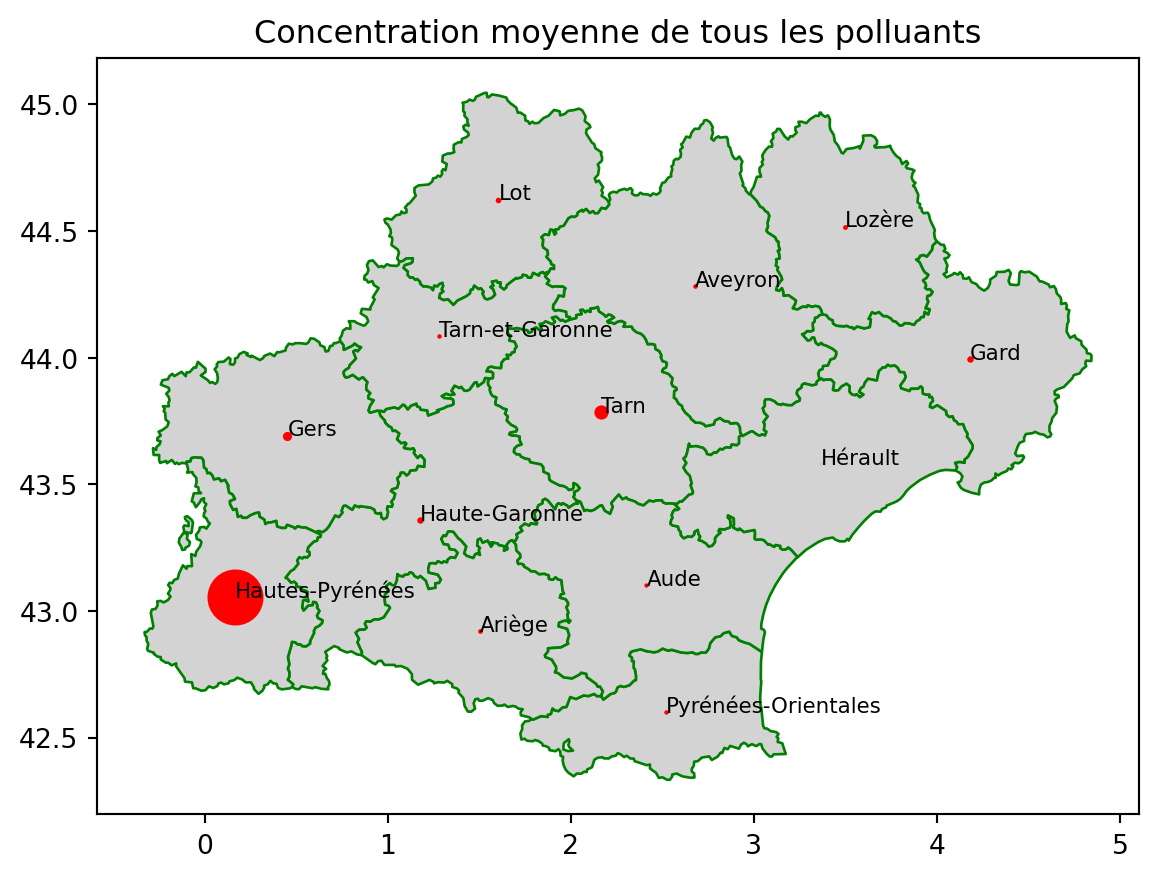 Concentration moyenne de tous les polluants
45.0
44.5
44.0
43.5
43.0
42.5
Lot
Lozère
Aveyron
Tarn-et-Garonne
Gard
Tarn
Gers
Hérault
Haute-Garonne
Aude
Hautes-Pyrénées
Ariège
Pyrénées-Orientales
0 1 2 3 4 5